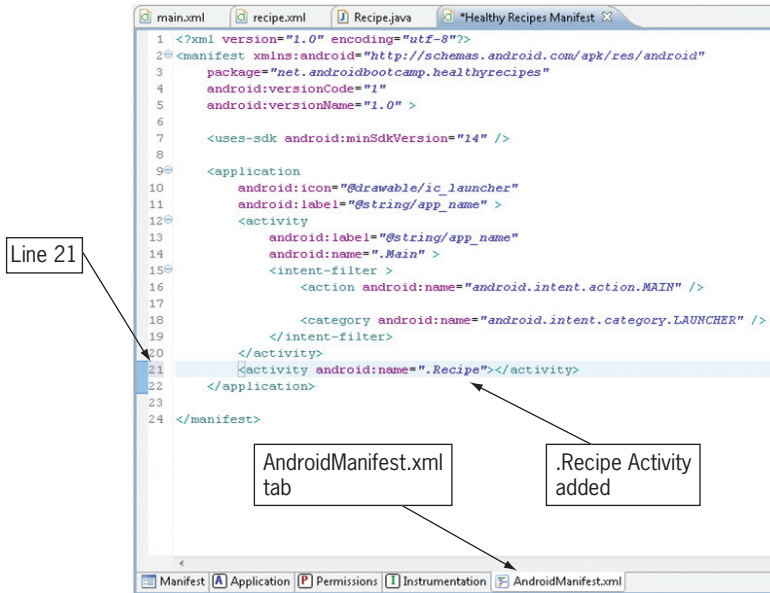 main.xml recipe.xml Recipe.java *Healthy Recipes Manifest
1 <?xml version="1.0" encoding="utf-8"?>
2 <manifest xmlns:android="http://schemas.android.com/apk/res/android"
3 package="net.androidbootcamp.healthyrecipes"
4 android:versionCode="1"
5 android:versionName="1.0" >
6
7 <uses-sdk android:minSdkVersion="14" />
8
9 <application
10 android:icon="@drawable/ic_launcher"
11 android:label="@string/app_name" >
12 <activity
13 android:label="@string/app_name"
14 android:name=".Main" >
15 <intent-filter >
16 <action android:name="android.intent.action.MAIN" />
17
18 <category android:name="android.intent.category.LAUNCHER" />
19 </intent-filter>
20 </activity>
21 <activity android:name=".Recipe"></activity>
22 </application>
23
24 </manifest>
Line 21
AndroidManifest.xml
tab
.Recipe Activity
added
Manifest A Application P Permissions I Instrumentation AndroidManifest.xml